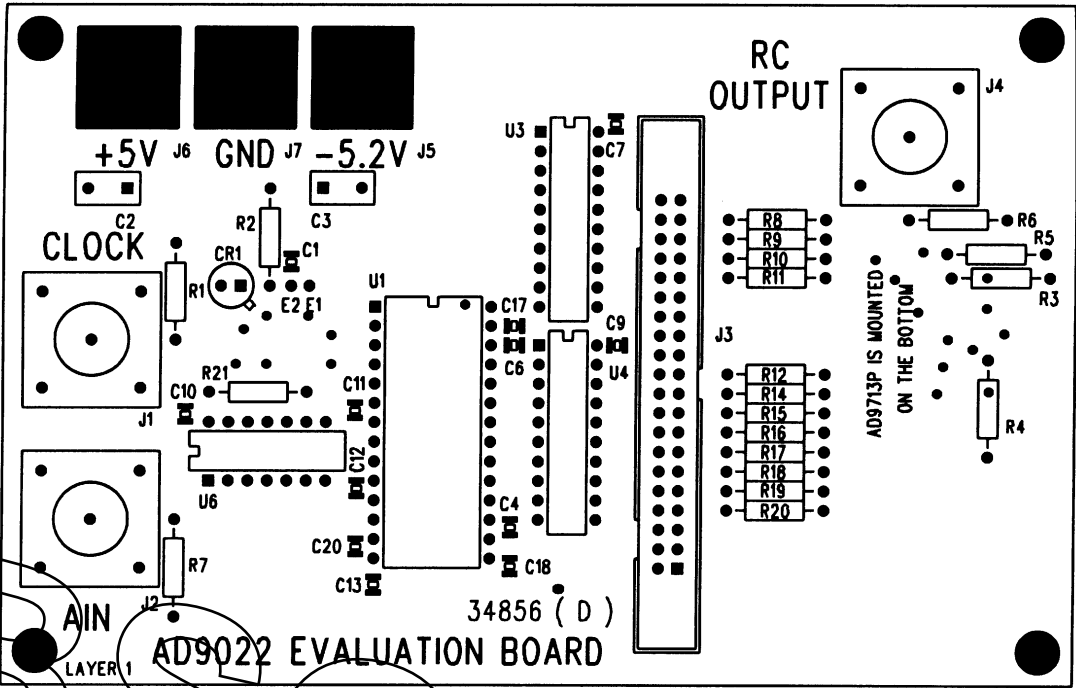 RC
OUTPUT
J4
+5V J6 GND J7 -5.2V J5
U3
C7
C2
C3
R2
R6
R8
R9
R10
R11
R5
R3
CLOCK
C1
CR1
R1
E2 E1
U1
C17
C9
C6
U4
J3
AD9713P IS MOUNTED
ON THE BOTTOM
R21
C10
C11
J1
R12
R14
R15
R16
R17
R18
R19
R20
R4
C12
U6
C4
C20
C13
C18
R7
J2
AIN
34856 ( D )
LAYER 1
AD9022 EVALUATION BOARD